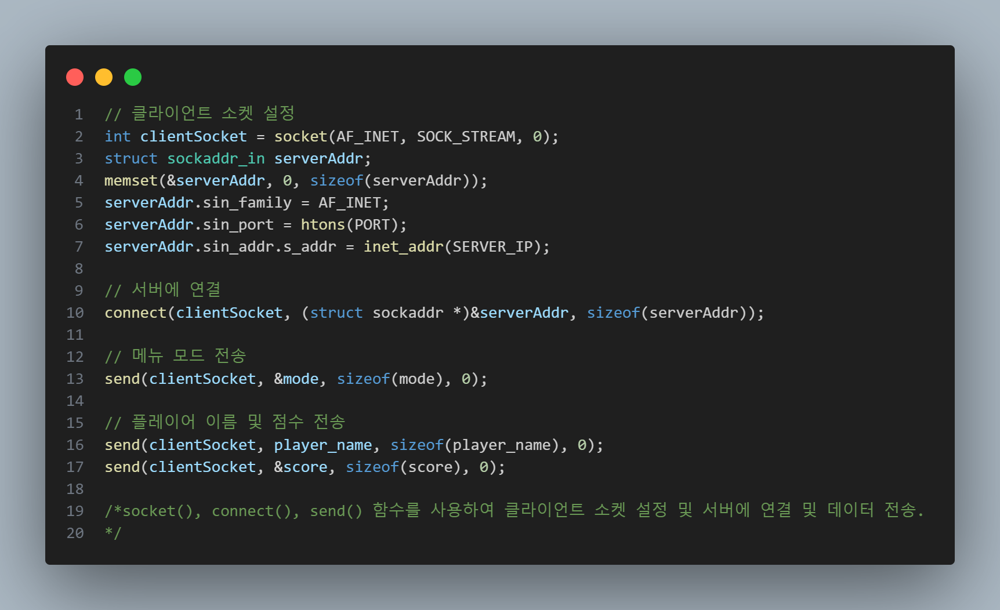 1 // 클라이언트 소켓 설정
2 int clientSocket = socket(AF_INET, SOCK_STREAM, 0);
3 struct sockaddr_in serverAddr;
4 memset(&serverAddr, 0, sizeof(serverAddr));
5 serverAddr.sin_family = AF_INET;
6 serverAddr.sin_port = htons(PORT);
7 serverAddr.sin_addr.s_addr = inet_addr(SERVER_IP);
8
9 // 서버에 연결
10 connect(clientSocket, (struct sockaddr *)&serverAddr, sizeof(serverAddr));
11
12 // 메뉴 모드 전송
13 send(clientSocket, &mode, sizeof(mode), 0);
14
15 // 플레이어 이름 및 점수 전송
16 send(clientSocket, player_name, sizeof(player_name), 0);
17 send(clientSocket, &score, sizeof(score), 0);
18
19 /*socket(), connect(), send() 함수를 사용하여 클라이언트 소켓 설정 및 서버에 연결 및 데이터 전송.
20 */